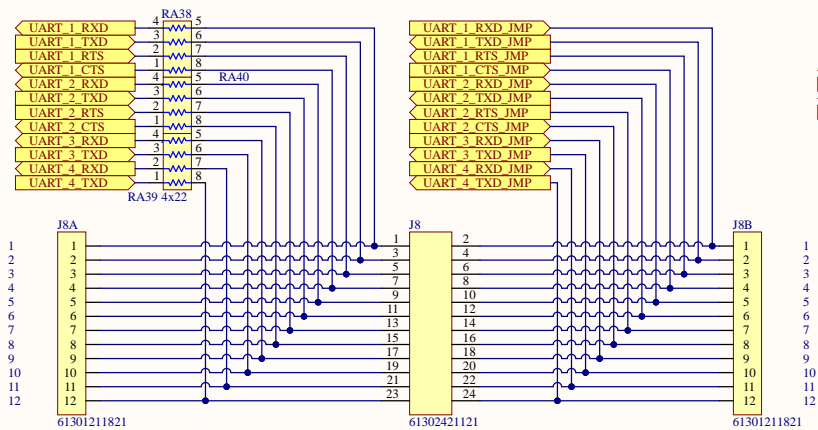 RA38
UART_1_RXD 4 5
UART_1_TXD 3 6
UART_1_RTS 2 7
UART_1_CTS 1 8
UART_2_RXD 4 5 RA40
UART_2_TXD 3 6
UART_2_RTS 2 7
UART_2_CTS 1 8
UART_3_RXD 4 5
UART_3_TXD 3 6
UART_4_RXD 2 7
UART_4_TXD 1 8
RA39 4x22
UART_1_RXD_JMP
UART_1_TXD_JMP
UART_1_RTS_JMP
UART_1_CTS_JMP
UART_2_RXD_JMP
UART_2_TXD_JMP
UART_2_RTS_JMP
UART_2_CTS_JMP
UART_3_RXD_JMP
UART_3_TXD_JMP
UART_4_RXD_JMP
UART_4_TXD_JMP
J8A J8 J8B
1 1 1 2 1 1
2 2 3 4 2 2
3 3 5 6 3 3
4 4 7 8 4 4
5 5 9 10 5 5
6 6 11 12 6 6
7 7 13 14 7 7
8 8 15 16 8 8
9 9 17 18 9 9
10 10 19 20 10 10
11 11 21 22 11 11
12 12 23 24 12 12
61301211821 61302421121 61301211821